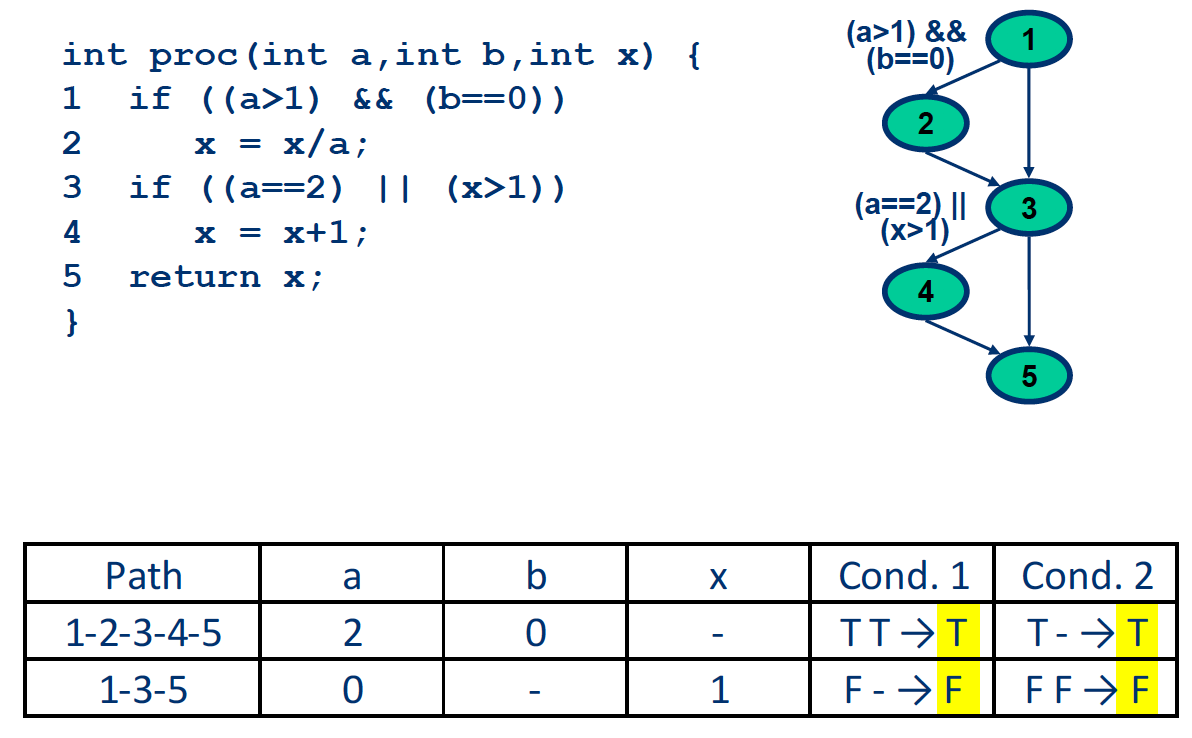 int proc(int a,int b,int x) {
1 if ((a>1) && (b==0))
2 x = x/a;
3 if ((a==2) || (x>1))
4 x = x+1;
5 return x;
}
(a>1) &&
(b==0)
1
2
(a==2) ||
(x>1)
3
4
5
Path a b x Cond. 1 Cond. 2
1-2-3-4-5 2 0 - T T → T T - → T
1-3-5 0 - 1 F - → F F F → F